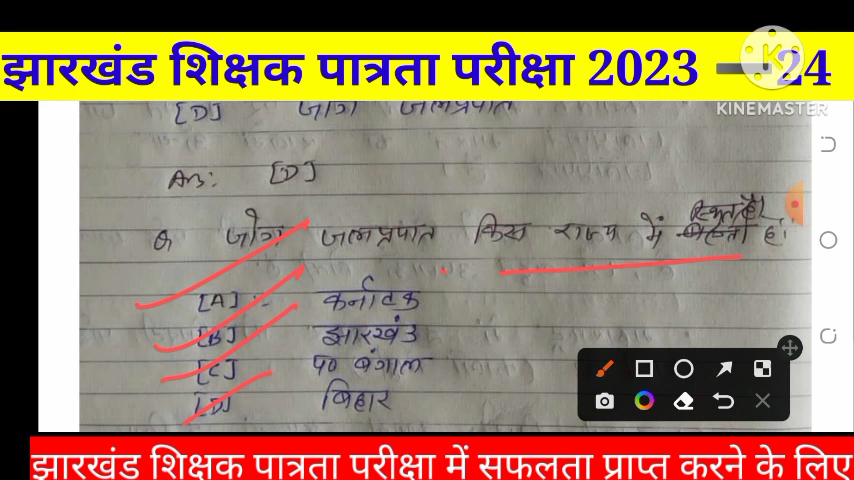 झारखंड शिक्षक पात्रता परीक्षा 2023 — 24
KINEMASTER
[D] जोग जलप्रपात
Ans: [D]
जोग जलप्रपात किस राज्य में स्थित है।
[A] :- कर्नाटक
[B] झारखंड
[C] प० बंगाल
[D] बिहार
झारखंड शिक्षक पात्रता परीक्षा में सफलता प्राप्त करने के लिए